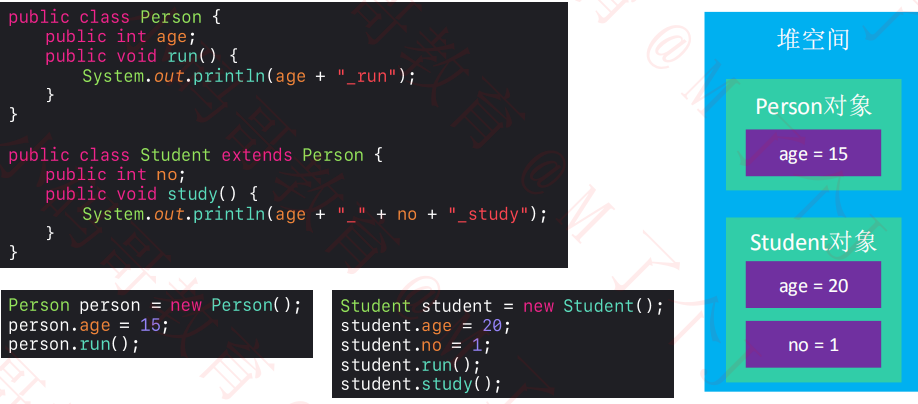 public class Person {
    public int age;
    public void run() {
        System.out.println(age + "_run");
    }
}
public class Student extends Person {
    public int no;
    public void study() {
        System.out.println(age + "_" + no + "_study");
    }
}
Person person = new Person();
person.age = 15;
person.run();
Student student = new Student();
student.age = 20;
student.no = 1;
student.run();
student.study();
堆空间
Person对象
age = 15
Student对象
age = 20
no = 1